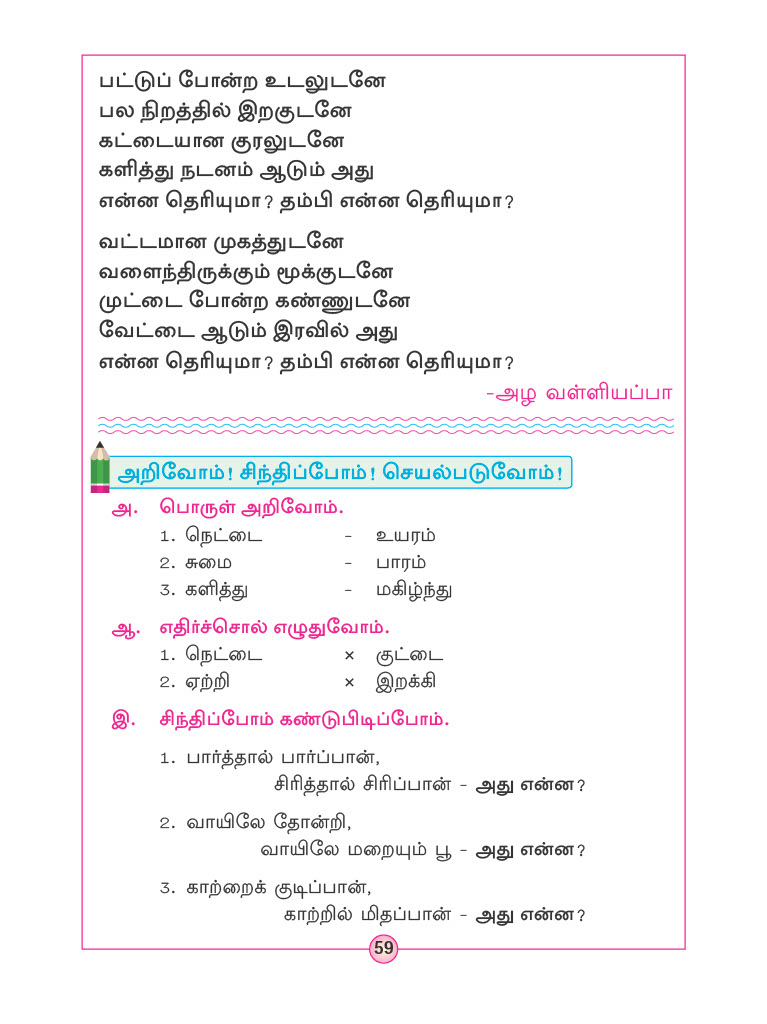 பட்டுப் போன்ற உடலுடனே
பல நிறத்தில் இறகுடனே
கட்டையான குரலுடனே
களித்து நடனம் ஆடும் அது
என்ன தெரியுமா? தம்பி என்ன தெரியுமா?
வட்டமான முகத்துடனே
வளைந்திருக்கும் மூக்குடனே
முட்டை போன்ற கண்ணுடனே
வேட்டை ஆடும் இரவில் அது
என்ன தெரியுமா? தம்பி என்ன தெரியுமா?
-அழ வள்ளியப்பா
அறிவோம்! சிந்திப்போம்! செயல்படுவோம்!
அ. பொருள் அறிவோம்.
1. நெட்டை - உயரம்
2. சுமை - பாரம்
3. களித்து - மகிழ்ந்து
ஆ. எதிர்ச்சொல் எழுதுவோம்.
1. நெட்டை × குட்டை
2. ஏற்றி × இறக்கி
இ. சிந்திப்போம் கண்டுபிடிப்போம்.
1. பார்த்தால் பார்ப்பான்,
சிரித்தால் சிரிப்பான் - அது என்ன?
2. வாயிலே தோன்றி,
வாயிலே மறையும் பூ - அது என்ன?
3. காற்றைக் குடிப்பான்,
காற்றில் மிதப்பான் - அது என்ன?
59